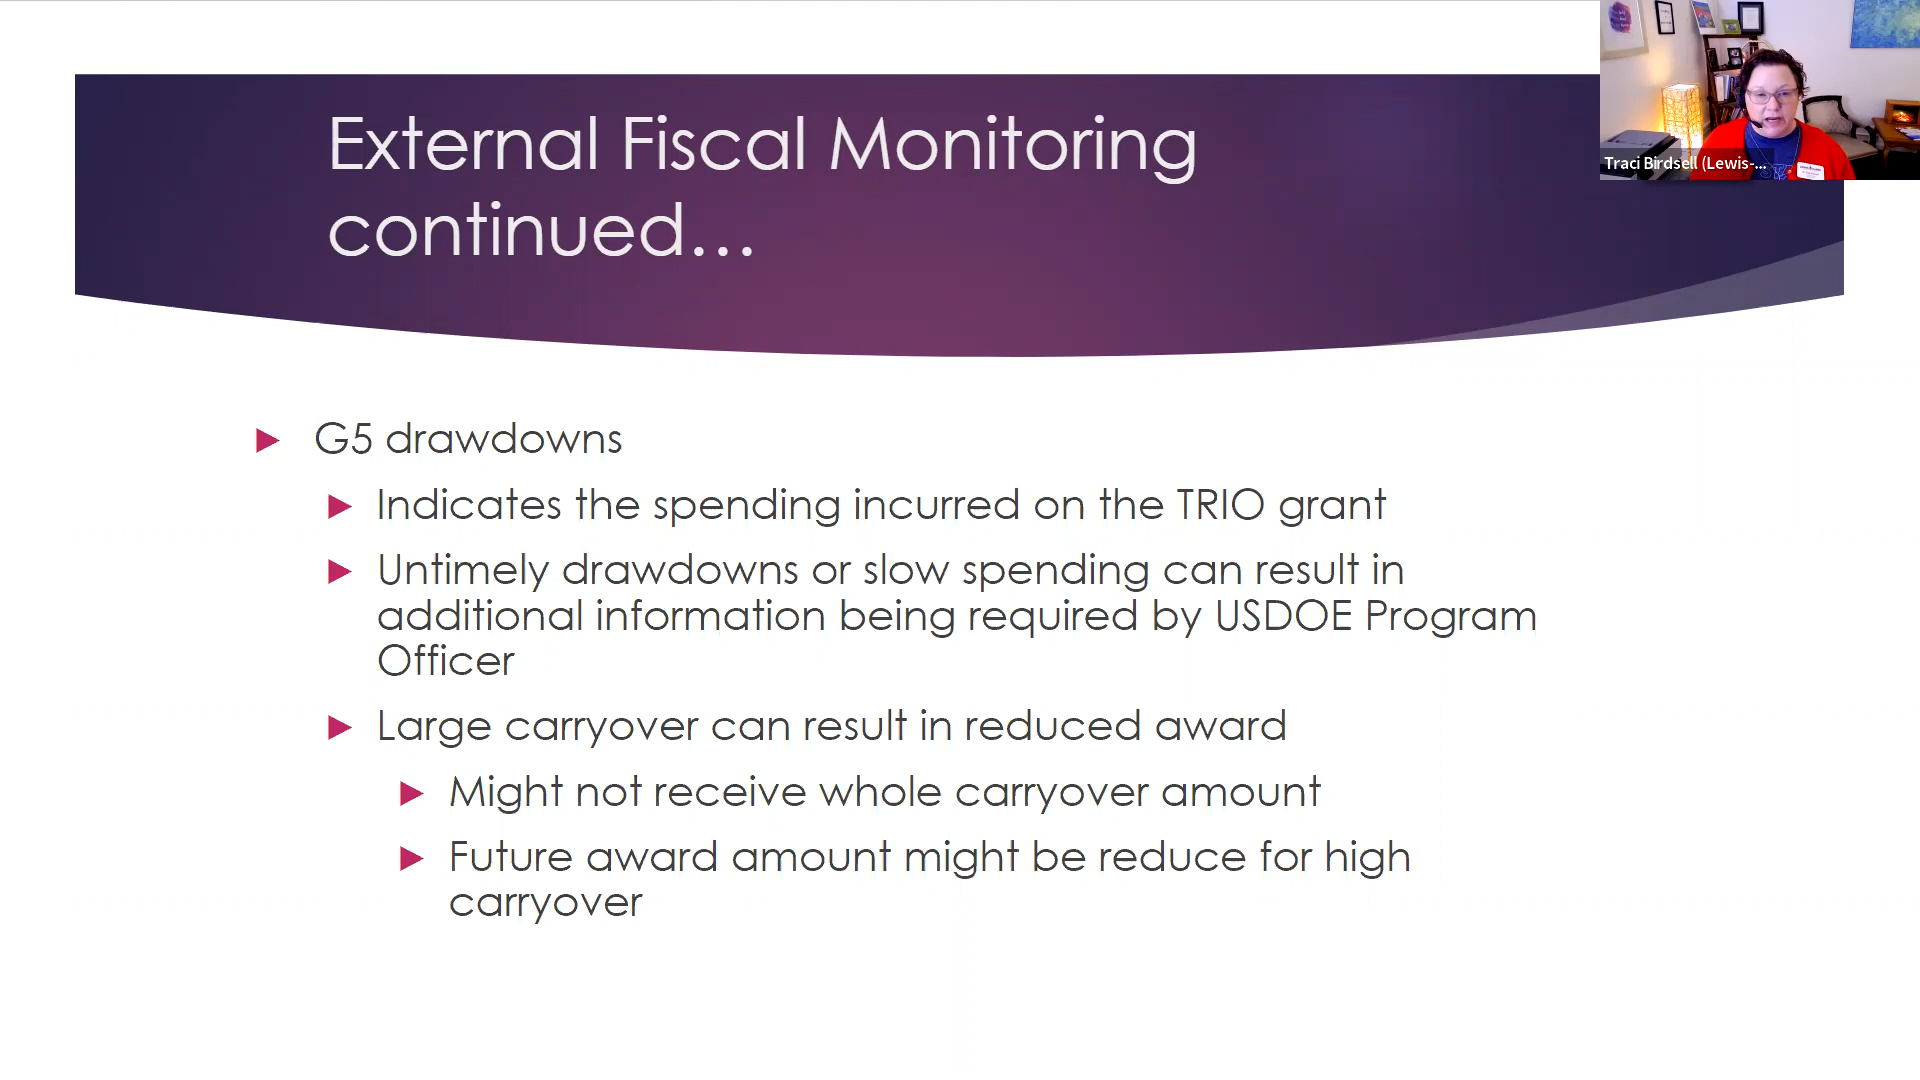 External Fiscal Monitoring
continued…
Traci Birdsell (Lewis-...
► G5 drawdowns
► Indicates the spending incurred on the TRIO grant
► Untimely drawdowns or slow spending can result in
additional information being required by USDOE Program
Officer
► Large carryover can result in reduced award
► Might not receive whole carryover amount
► Future award amount might be reduce for high
carryover